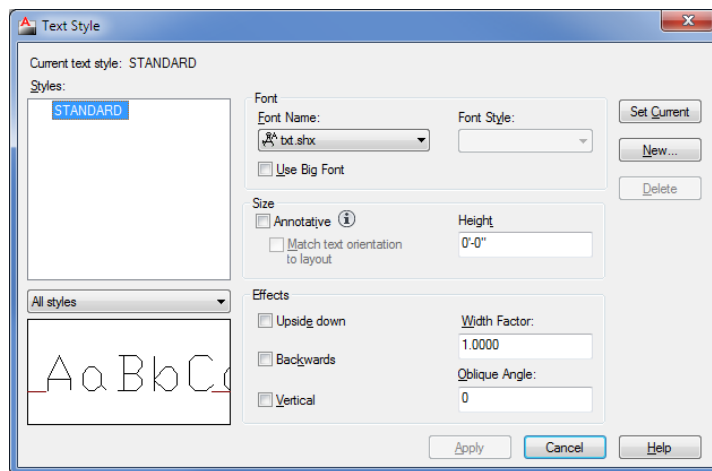 Text Style
Current text style: STANDARD
Styles:
STANDARD
All styles
AaBbC
Font
Font Name:
txt.shx
Use Big Font
Font Style:
Size
Annotative
Match text orientation
to layout
Height
0'-0"
Effects
Upside down
Backwards
Vertical
Width Factor:
1.0000
Oblique Angle:
0
Set Current
New...
Delete
Apply
Cancel
Help